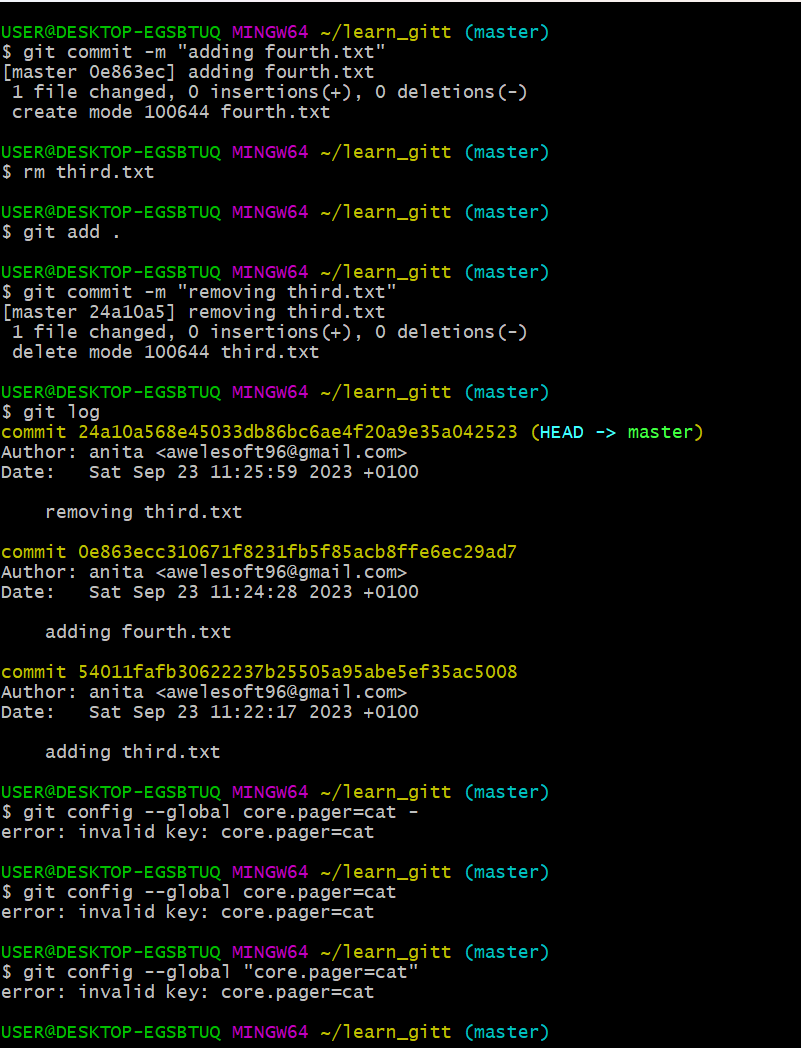 USER@DESKTOP-EGSBTUQ MINGW64 ~/learn_gitt (master)
$ git commit -m "adding fourth.txt"
[master 0e863ec] adding fourth.txt
 1 file changed, 0 insertions(+), 0 deletions(-)
 create mode 100644 fourth.txt

USER@DESKTOP-EGSBTUQ MINGW64 ~/learn_gitt (master)
$ rm third.txt

USER@DESKTOP-EGSBTUQ MINGW64 ~/learn_gitt (master)
$ git add .

USER@DESKTOP-EGSBTUQ MINGW64 ~/learn_gitt (master)
$ git commit -m "removing third.txt"
[master 24a10a5] removing third.txt
 1 file changed, 0 insertions(+), 0 deletions(-)
 delete mode 100644 third.txt

USER@DESKTOP-EGSBTUQ MINGW64 ~/learn_gitt (master)
$ git log
commit 24a10a568e45033db86bc6ae4f20a9e35a042523 (HEAD -> master)
Author: anita <awelesoft96@gmail.com>
Date:   Sat Sep 23 11:25:59 2023 +0100

    removing third.txt

commit 0e863ecc310671f8231fb5f85acb8ffe6ec29ad7
Author: anita <awelesoft96@gmail.com>
Date:   Sat Sep 23 11:24:28 2023 +0100

    adding fourth.txt

commit 54011fafb30622237b25505a95abe5ef35ac5008
Author: anita <awelesoft96@gmail.com>
Date:   Sat Sep 23 11:22:17 2023 +0100

    adding third.txt

USER@DESKTOP-EGSBTUQ MINGW64 ~/learn_gitt (master)
$ git config --global core.pager=cat -
error: invalid key: core.pager=cat

USER@DESKTOP-EGSBTUQ MINGW64 ~/learn_gitt (master)
$ git config --global core.pager=cat
error: invalid key: core.pager=cat

USER@DESKTOP-EGSBTUQ MINGW64 ~/learn_gitt (master)
$ git config --global "core.pager=cat"
error: invalid key: core.pager=cat

USER@DESKTOP-EGSBTUQ MINGW64 ~/learn_gitt (master)